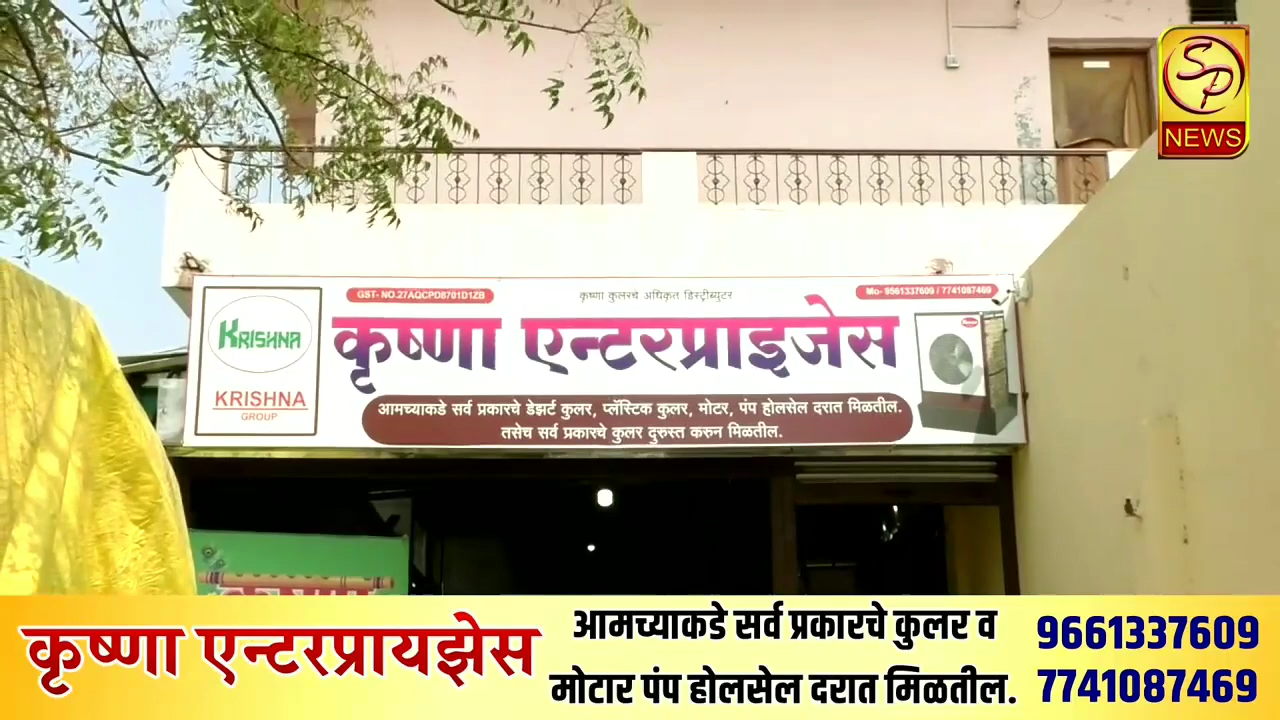 SP
NEWS
GST- NO.27AQCPD8701D1ZB
कृष्णा कुलरचे अधिकृत डिस्ट्रीब्युटर
Mo- 9561337609 / 7741087469
KRISHNA
KRISHNA
GROUP
कृष्णा एन्टरप्राइजेस
आमच्याकडे सर्व प्रकारचे डेझर्ट कुलर, प्लॅस्टिक कुलर, मोटर, पंप होलसेल दरात मिळतील.
तसेच सर्व प्रकारचे कुलर दुरुस्त करुन मिळतील.
कृष्णा एन्टरप्रायझेस
आमच्याकडे सर्व प्रकारचे कुलर व
मोटार पंप होलसेल दरात मिळतील.
9661337609
7741087469